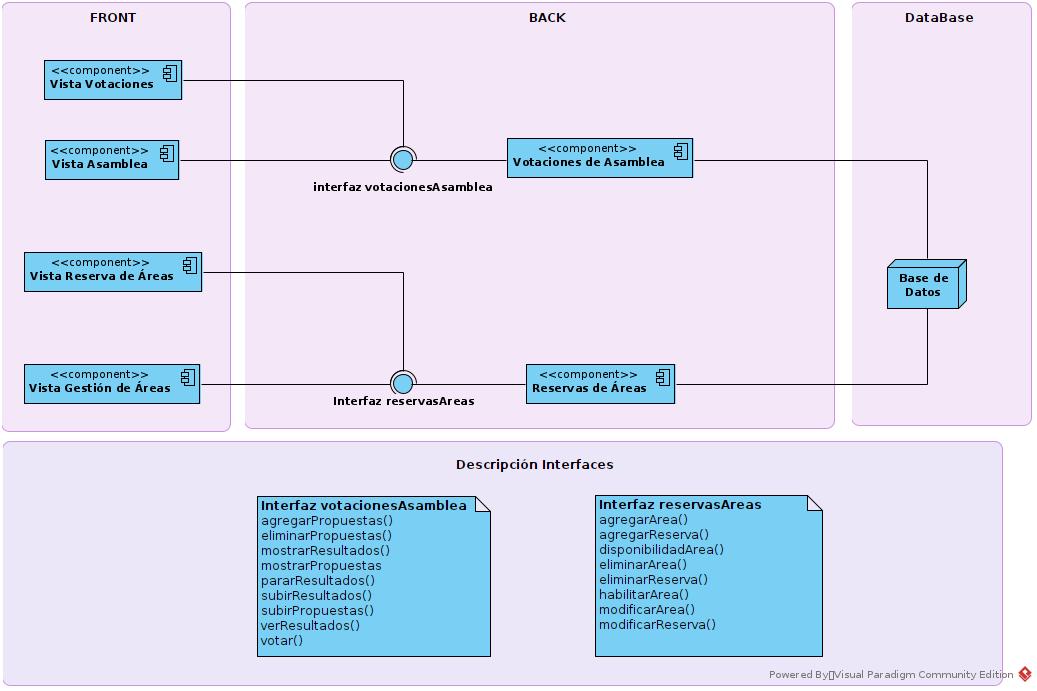 FRONT
BACK
DataBase
<<component>>
Vista Votaciones
<<component>>
Vista Asamblea
<<component>>
Votaciones de Asamblea
interfaz votacionesAsamblea
<<component>>
Vista Reserva de Áreas
Base de
Datos
<<component>>
Vista Gestión de Áreas
<<component>>
Reservas de Áreas
Interfaz reservasAreas
Descripción Interfaces
Interfaz votacionesAsamblea
agregarPropuestas()
eliminarPropuestas()
mostrarResultados()
mostrarPropuestas
pararResultados()
subirResultados()
subirPropuestas()
verResultados()
votar()
Interfaz reservasAreas
agregarArea()
agregarReserva()
disponibilidadArea()
eliminarArea()
eliminarReserva()
habilitarArea()
modificarArea()
modificarReserva()
Powered By▯Visual Paradigm Community Edition